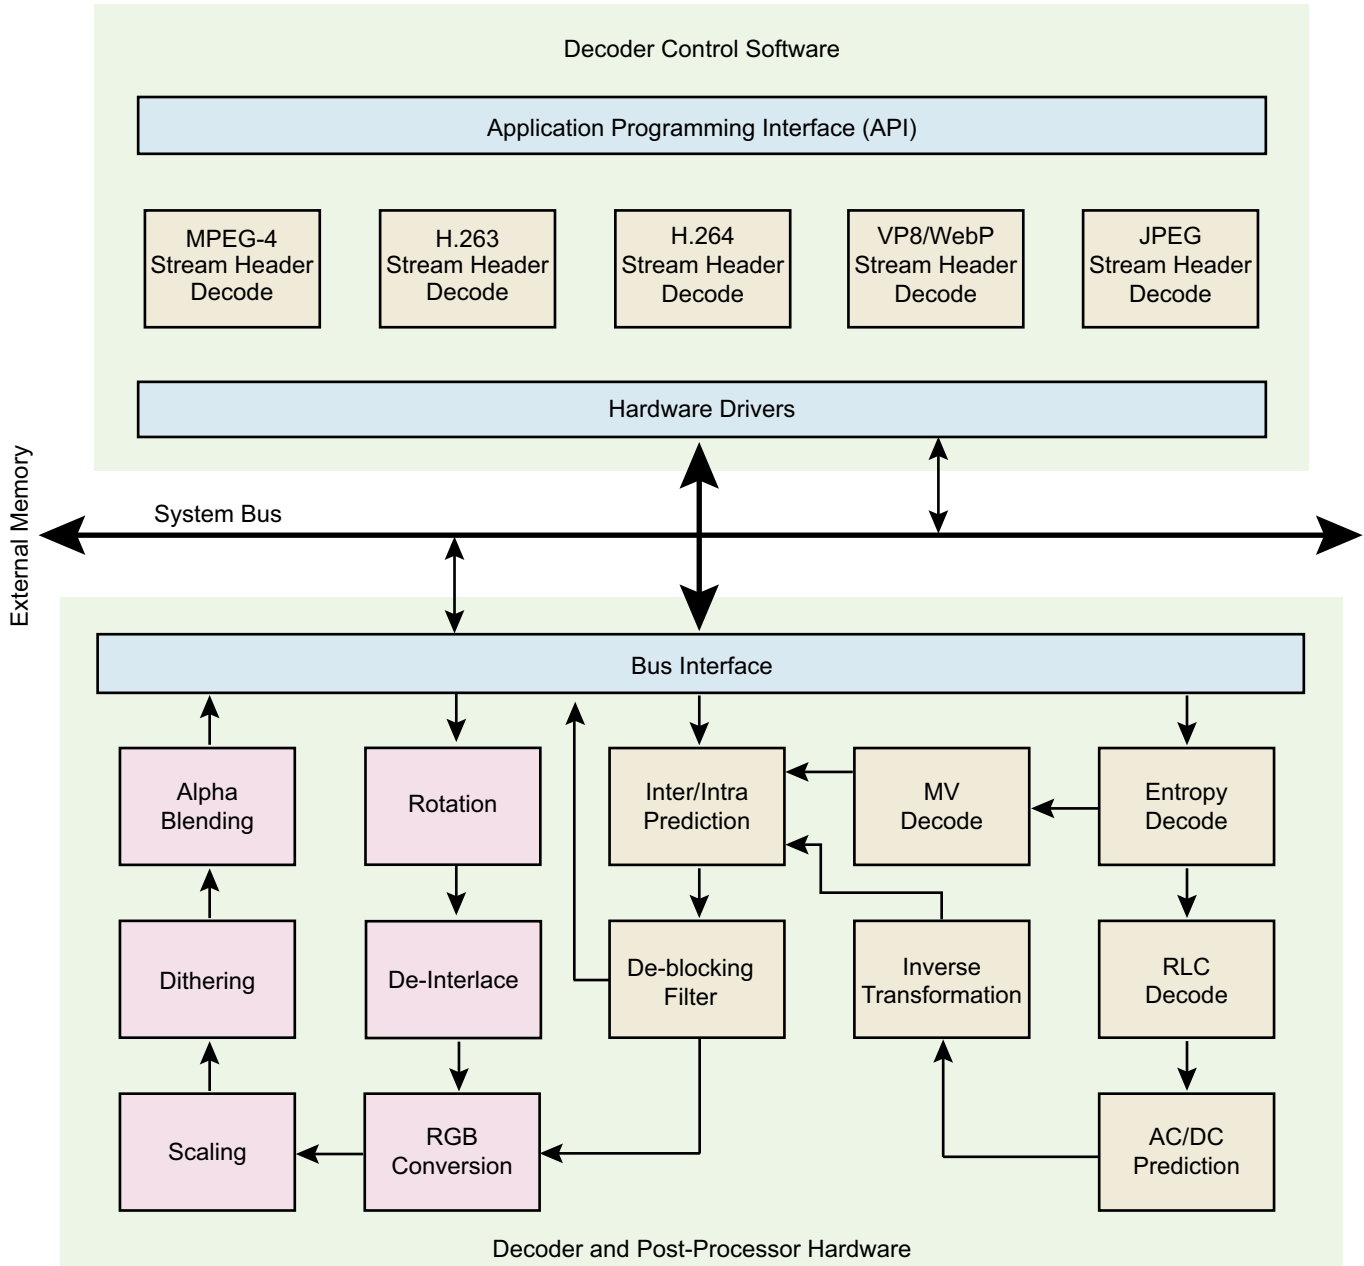 Decoder Control Software
Application Programming Interface (API)
MPEG-4
Stream Header
Decode
H.263
Stream Header
Decode
H.264
Stream Header
Decode
VP8/WebP
Stream Header
Decode
JPEG
Stream Header
Decode
Hardware Drivers
External Memory
System Bus
Bus Interface
Alpha
Blending
Rotation
Inter/Intra
Prediction
MV
Decode
Entropy
Decode
Dithering
De-Interlace
De-blocking
Filter
Inverse
Transformation
RLC
Decode
Scaling
RGB
Conversion
AC/DC
Prediction
Decoder and Post-Processor Hardware